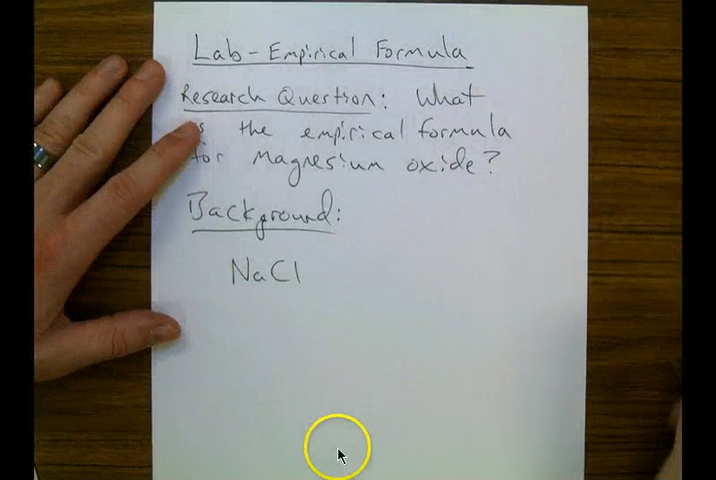 Lab - Empirical Formula
Research Question: What
is the empirical formula
for magnesium oxide?
Background:
NaCl